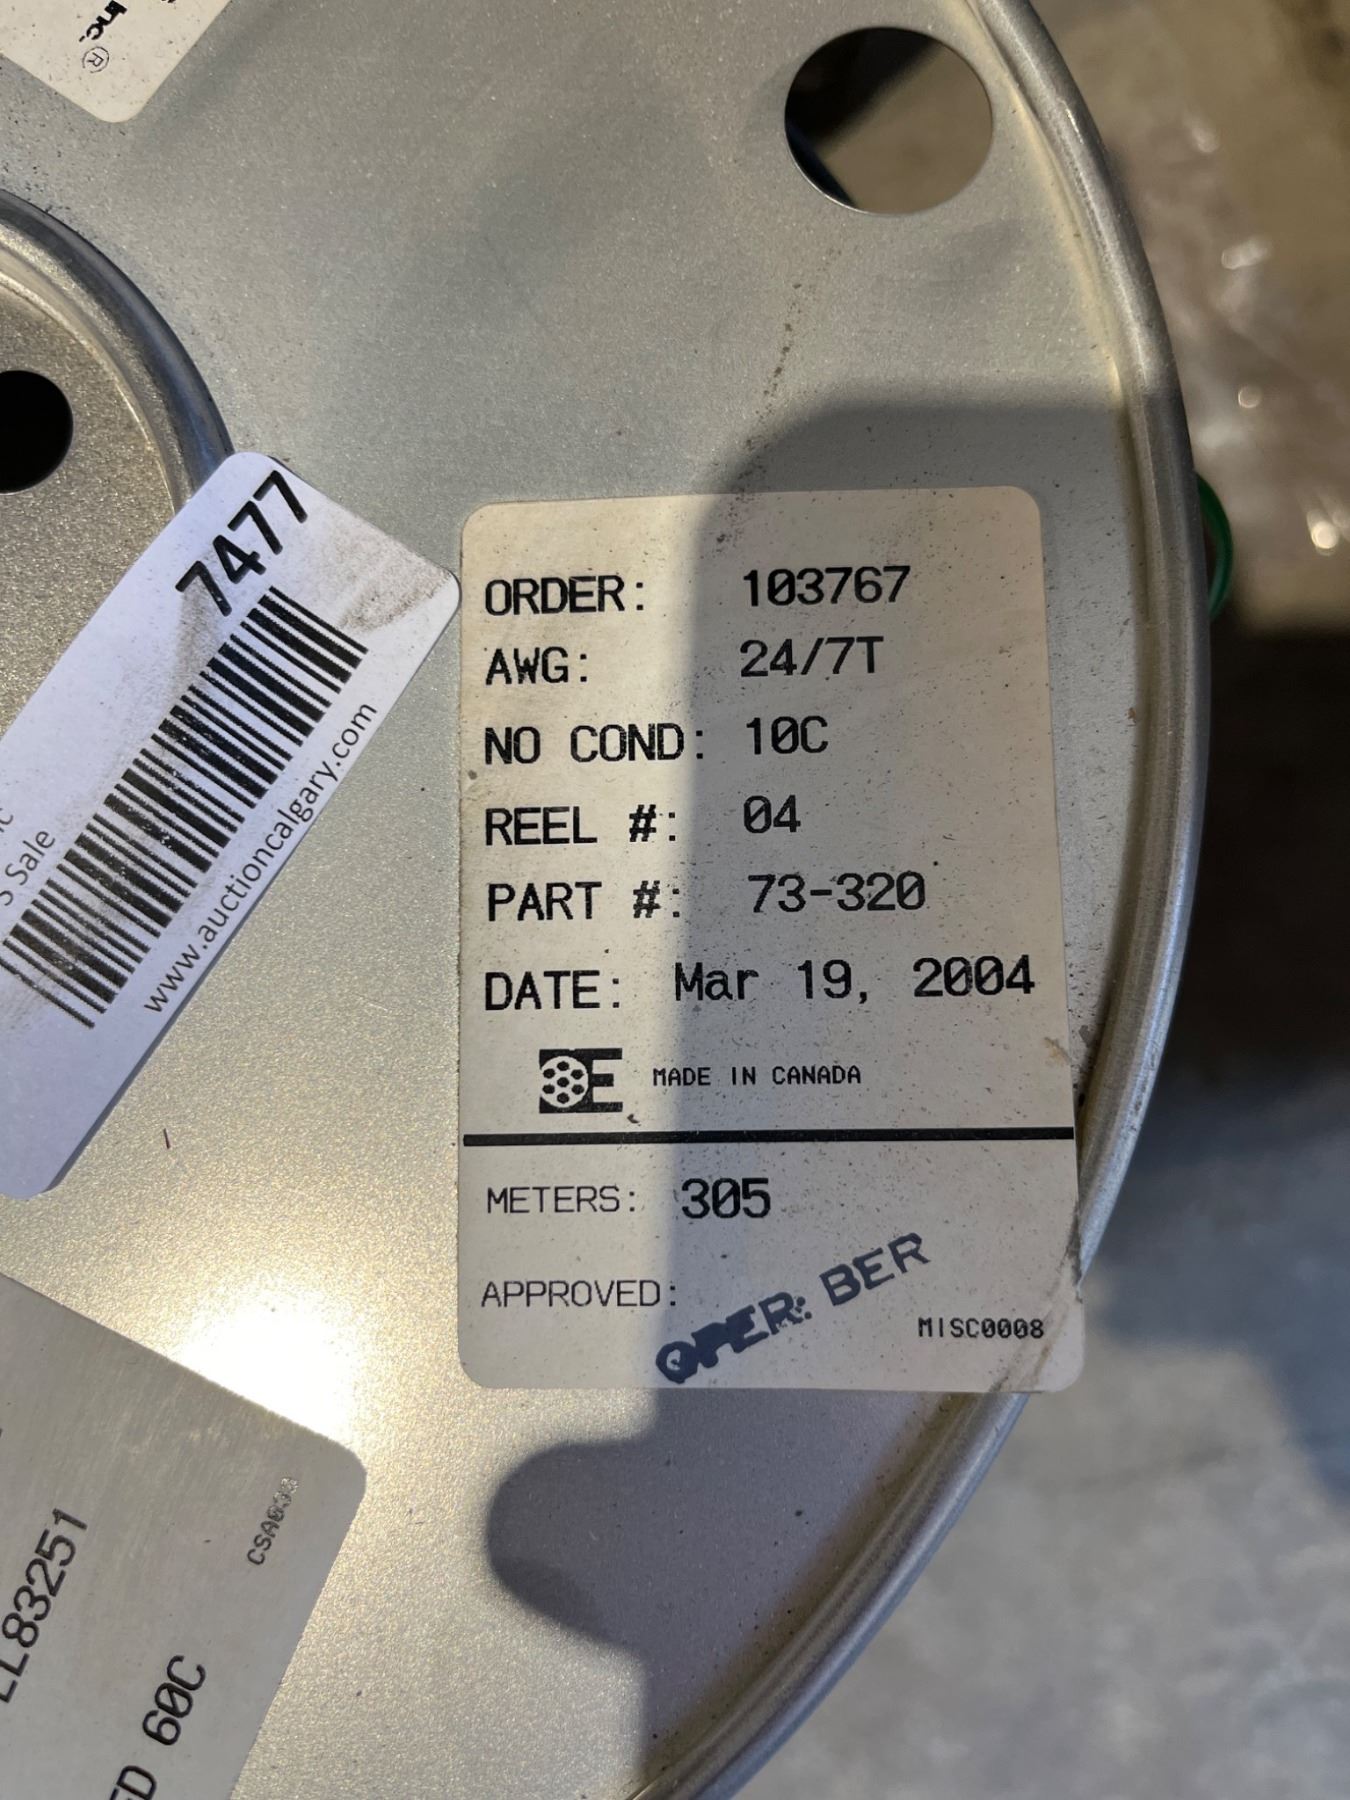 Inc.®
7477
S Sale
www.auctioncalgary.com
ORDER: 103767
AWG: 24/7T
NO COND: 10C
REEL #: 04
PART #: 73-320
DATE: Mar 19, 2004
E MADE IN CANADA
METERS: 305
APPROVED:
OPER: BER
MISC0008
LL83251
60C